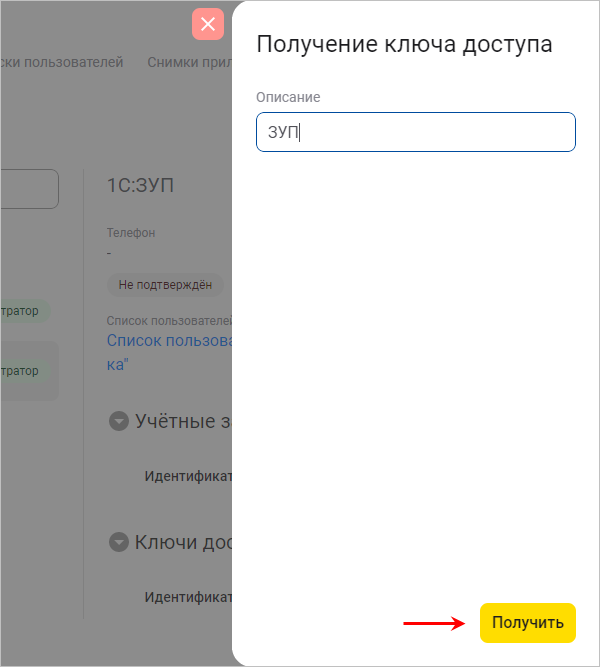 Получение ключа доступа
Описание
ЗУП
Получить
ски пользователей
Снимки прил
1С:ЗУП
Телефон
-
Не подтверждён
Список пользователей
Список пользова
ка"
тратор
тратор
Учётные з
Идентификат
Ключи дос
Идентификат